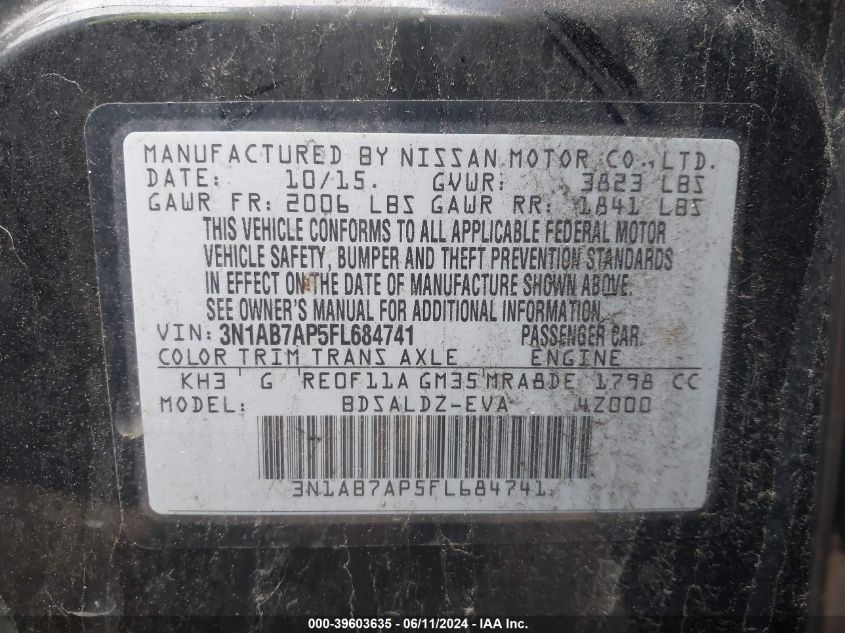 MANUFACTURED BY NISSAN MOTOR CO., LTD.
DATE: 10/15. GVWR: 3823 LBS
GAWR FR: 2006 LBS GAWR RR: 1841 LBS
THIS VEHICLE CONFORMS TO ALL APPLICABLE FEDERAL MOTOR
VEHICLE SAFETY, BUMPER AND THEFT PREVENTION STANDARDS
IN EFFECT ON THE DATE OF MANUFACTURE SHOWN ABOVE.
SEE OWNER'S MANUAL FOR ADDITIONAL INFORMATION.
VIN: 3N1AB7AP5FL684741 PASSENGER CAR.
COLOR TRIM TRANS AXLE ENGINE
KH3 G RE0F11A GM35 MRA8DE 1798 CC
MODEL: BDSALDZ-EVA 4Z000
3N1AB7AP5FL684741
000-39603635 - 06/11/2024 - IAA Inc.